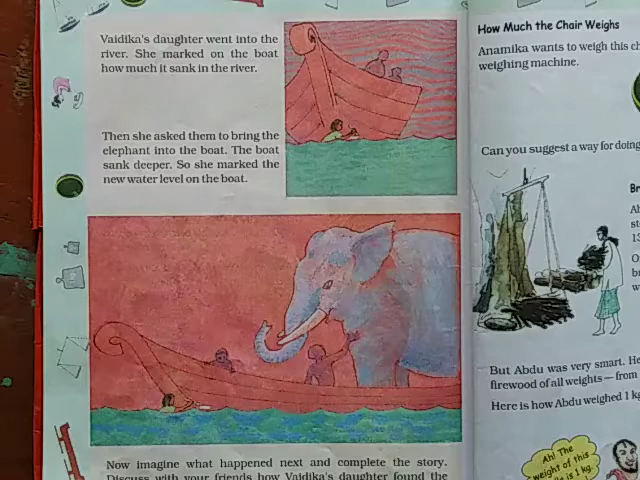 Vaidika's daughter went into the
river. She marked on the boat
how much it sank in the river.
Then she asked them to bring the
elephant into the boat. The boat
sank deeper. So she marked the
new water level on the boat.
Now imagine what happened next and complete the story.
Discuss with your friends how Vaidika's daughter found the
How Much the Chair Weighs
Anamika wants to weigh this
weighing machine.
Can you suggest a way for doing
But Abdu was very smart. He
firewood of all weights — from
Here is how Abdu weighed 1 kg
Ah! The
weight of this
is 1 kg.